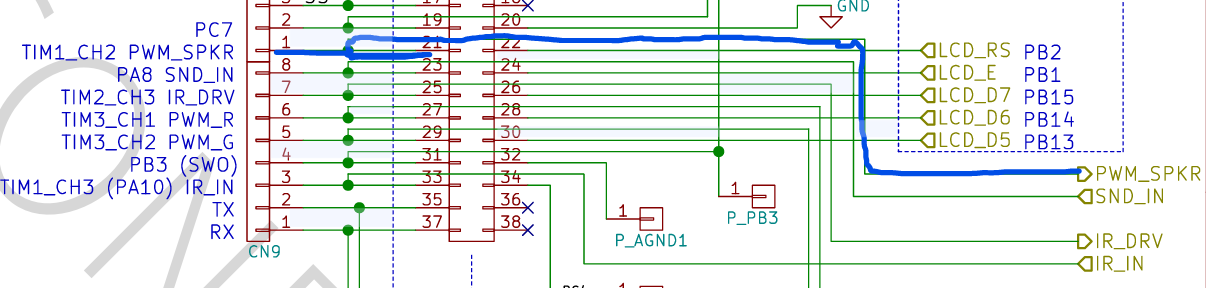 17
2 19 20 GND
PC7
1 21 22 LCD_RS PB2
TIM1_CH2 PWM_SPKR
8 23 24 LCD_E PB1
PA8 SND_IN
7 25 26 LCD_D7 PB15
TIM2_CH3 IR_DRV
6 27 28 LCD_D6 PB14
TIM3_CH1 PWM_R
5 29 30 LCD_D5 PB13
TIM3_CH2 PWM_G
4 31 32
PB3 (SWO)
3 33 34 PWM_SPKR
TIM1_CH3 (PA10) IR_IN
1 SND_IN
P_PB3
TX 2 35 36
RX 1 37 38
1
P_AGND1
CN9
IR_DRV
IR_IN
1